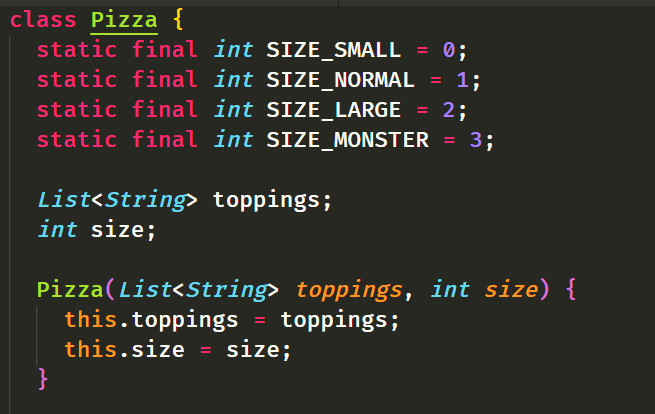 class Pizza {
static final int SIZE_SMALL = 0;
static final int SIZE_NORMAL = 1;
static final int SIZE_LARGE = 2;
static final int SIZE_MONSTER = 3;
List<String> toppings;
int size;
Pizza(List<String> toppings, int size) {
this.toppings = toppings;
this.size = size;
}